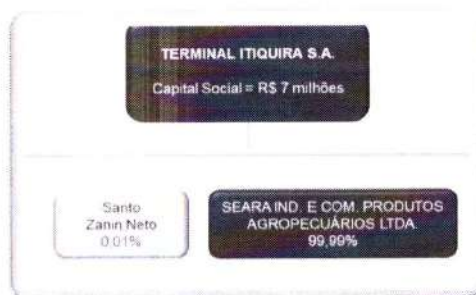 TERMINAL ITIQUIRA S.A.
Capital Social = R$ 7 milhões
Santo
Zanin Neto
0,01%
SEARA IND. E COM. PRODUTOS
AGROPECUÁRIOS LTDA.
99,99%